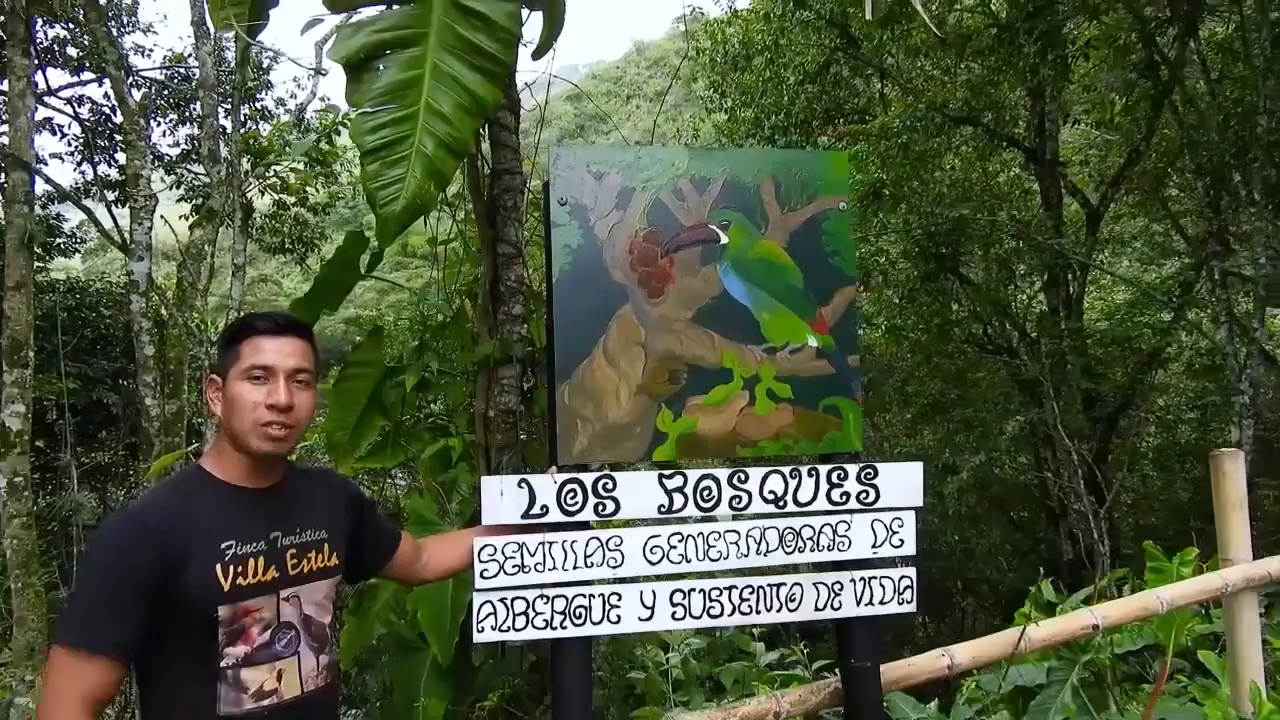 LOS BOSQUES
SEMILLAS GENERADORAS DE
ALBERGUE Y SUSTENTO DE VIDA
Finca Turística
Villa Estela